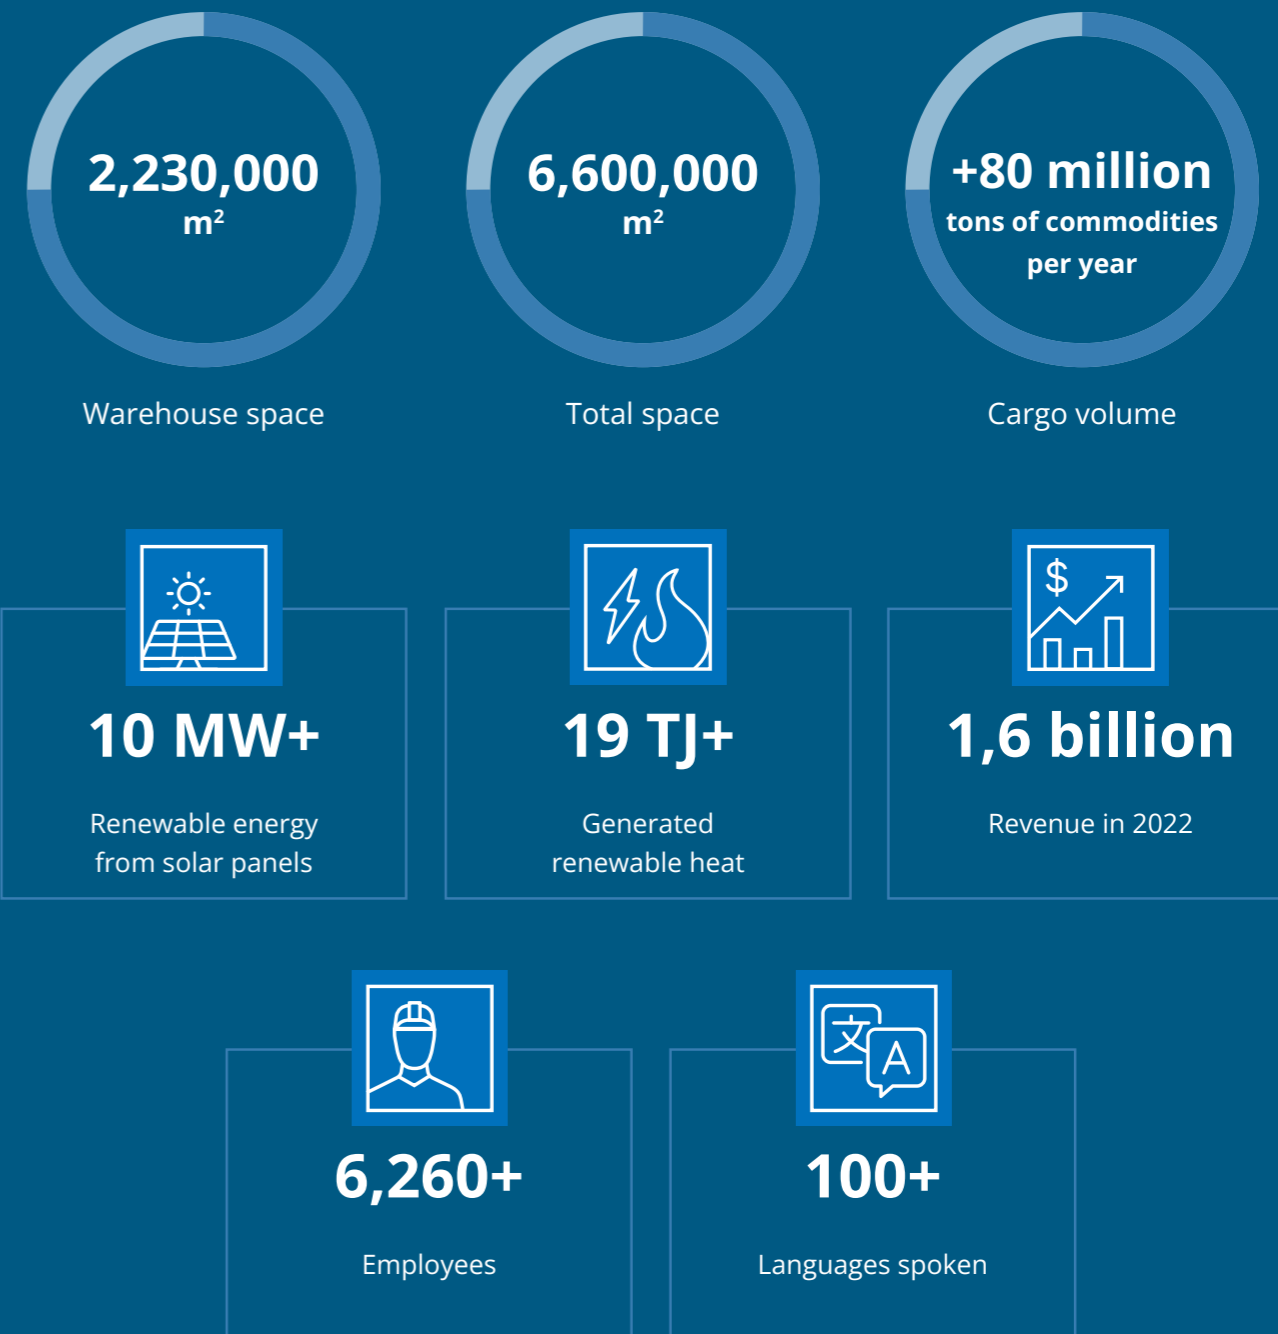 2,230,000
m²
Warehouse space
6,600,000
m²
Total space
+80 million
tons of commodities
per year
Cargo volume
10 MW+
Renewable energy
from solar panels
19 TJ+
Generated
renewable heat
$
1,6 billion
Revenue in 2022
6,260+
Employees
文
A
100+
Languages spoken